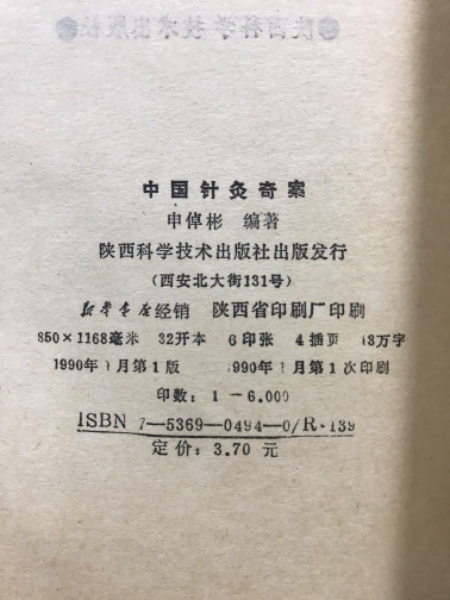 中国针灸奇案
申倬彬 编著
陕西科学技术出版社出版发行
(西安北大街131号)
新华书店经销 陕西省印刷厂印刷
850×1168毫米 32开本 6印张 4插页 13万字
1990年1月第1版 1990年1月第1次印刷
印数：1—6.000
ISBN 7—5369—0494—0/R·139
定价：3.70元